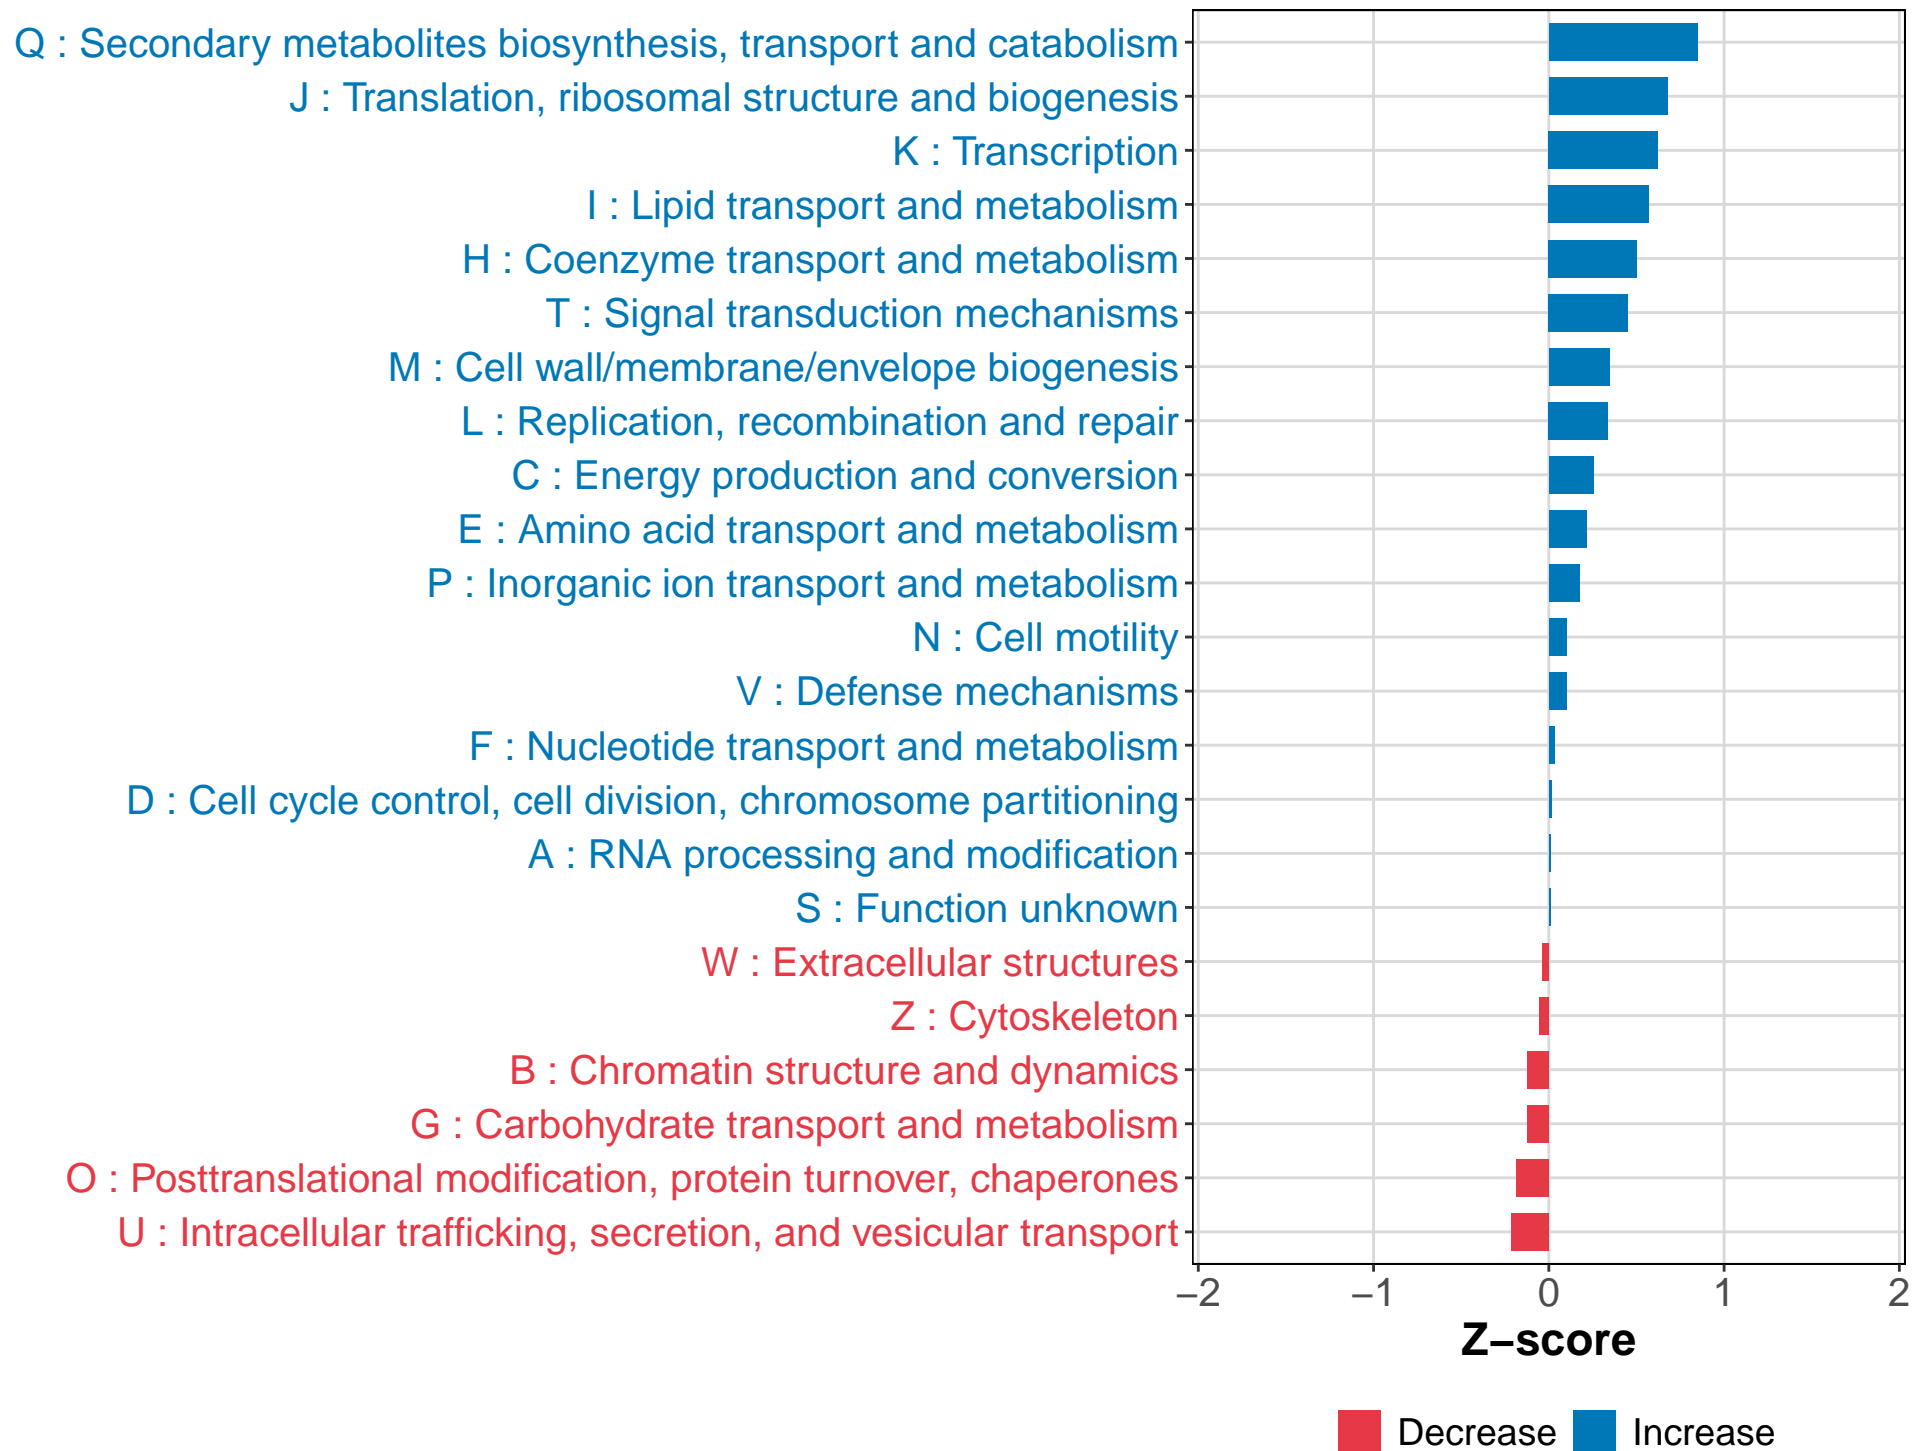 Q : Secondary metabolites biosynthesis, transport and catabolism
J : Translation, ribosomal structure and biogenesis
K : Transcription
I : Lipid transport and metabolism
H : Coenzyme transport and metabolism
T : Signal transduction mechanisms
M : Cell wall/membrane/envelope biogenesis
L : Replication, recombination and repair
C : Energy production and conversion
E : Amino acid transport and metabolism
P : Inorganic ion transport and metabolism
N : Cell motility
V : Defense mechanisms
F : Nucleotide transport and metabolism
D : Cell cycle control, cell division, chromosome partitioning
A : RNA processing and modification
S : Function unknown
W : Extracellular structures
Z : Cytoskeleton
B : Chromatin structure and dynamics
G : Carbohydrate transport and metabolism
O : Posttranslational modification, protein turnover, chaperones
U : Intracellular trafficking, secretion, and vesicular transport
−2 −1 0 1 2
Z−score
Decrease Increase